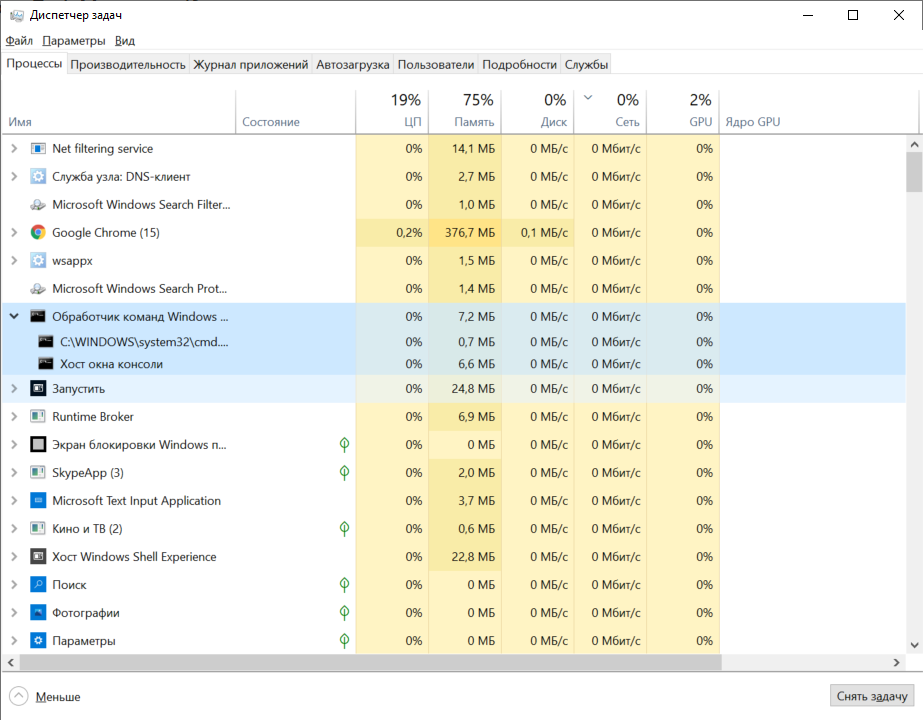 Диспетчер задач
Файл Параметры Вид
Процессы Производительность Журнал приложений Автозагрузка Пользователи Подробности Службы
19% 75% 0% 0% 2%
Имя Состояние ЦП Память Диск Сеть GPU Ядро GPU
Net filtering service 0% 14,1 МБ 0 МБ/с 0 Мбит/с 0%
Служба узла: DNS-клиент 0% 2,7 МБ 0 МБ/с 0 Мбит/с 0%
Microsoft Windows Search Filter... 0% 1,0 МБ 0 МБ/с 0 Мбит/с 0%
Google Chrome (15) 0,2% 376,7 МБ 0,1 МБ/с 0 Мбит/с 0%
wsappx 0% 1,5 МБ 0 МБ/с 0 Мбит/с 0%
Microsoft Windows Search Prot... 0% 1,4 МБ 0 МБ/с 0 Мбит/с 0%
Обработчик команд Windows ... 0% 7,2 МБ 0 МБ/с 0 Мбит/с 0%
C:\WINDOWS\system32\cmd.... 0% 0,7 МБ 0 МБ/с 0 Мбит/с 0%
Хост окна консоли 0% 6,6 МБ 0 МБ/с 0 Мбит/с 0%
Запустить 0% 24,8 МБ 0 МБ/с 0 Мбит/с 0%
Runtime Broker 0% 6,9 МБ 0 МБ/с 0 Мбит/с 0%
Экран блокировки Windows п... 0% 0 МБ 0 МБ/с 0 Мбит/с 0%
SkypeApp (3) 0% 2,0 МБ 0 МБ/с 0 Мбит/с 0%
Microsoft Text Input Application 0% 3,7 МБ 0 МБ/с 0 Мбит/с 0%
Кино и ТВ (2) 0% 0,6 МБ 0 МБ/с 0 Мбит/с 0%
Хост Windows Shell Experience 0% 22,8 МБ 0 МБ/с 0 Мбит/с 0%
Поиск 0% 0 МБ 0 МБ/с 0 Мбит/с 0%
Фотографии 0% 0 МБ 0 МБ/с 0 Мбит/с 0%
Параметры 0% 0 МБ 0 МБ/с 0 Мбит/с 0%
Меньше Снять задачу